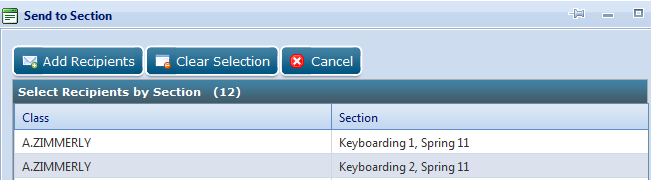 Send to Section
Add Recipients Clear Selection Cancel
Select Recipients by Section (12)
Class Section
A.ZIMMERLY Keyboarding 1, Spring 11
A.ZIMMERLY Keyboarding 2, Spring 11